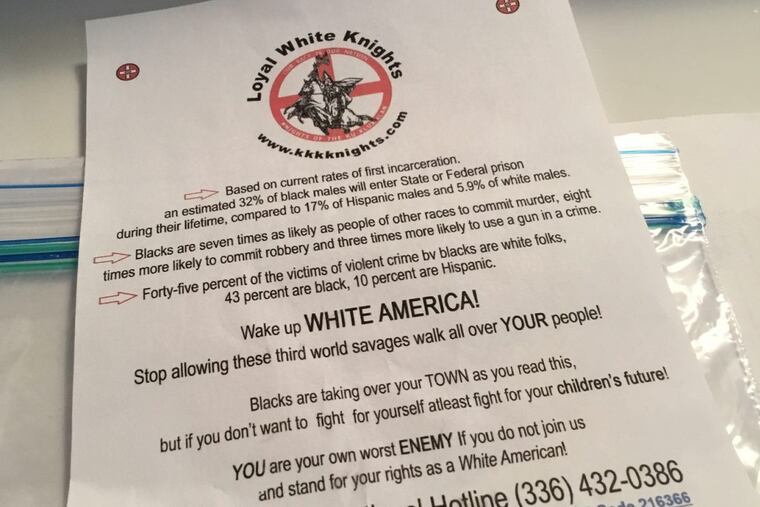 Loyal White Knights
KNIGHTS OF THE KU KLUX KLAN
www.kkkknights.com
Based on current rates of first incarceration.
an estimated 32% of black males will enter State or Federal prison
during their lifetime, compared to 17% of Hispanic males and 5.9% of white males.
Blacks are seven times as likely as people of other races to commit murder, eight
times more likely to commit robbery and three times more likely to use a gun in a crime.
Forty-five percent of the victims of violent crime by blacks are white folks,
43 percent are black, 10 percent are Hispanic.
Wake up WHITE AMERICA!
Stop allowing these third world savages walk all over YOUR people!
Blacks are taking over your TOWN as you read this,
but if you don't want to fight for yourself atleast fight for your children's future!
YOU are your own worst ENEMY If you do not join us
and stand for your rights as a White American!
Hotline (336) 432-0386
216366